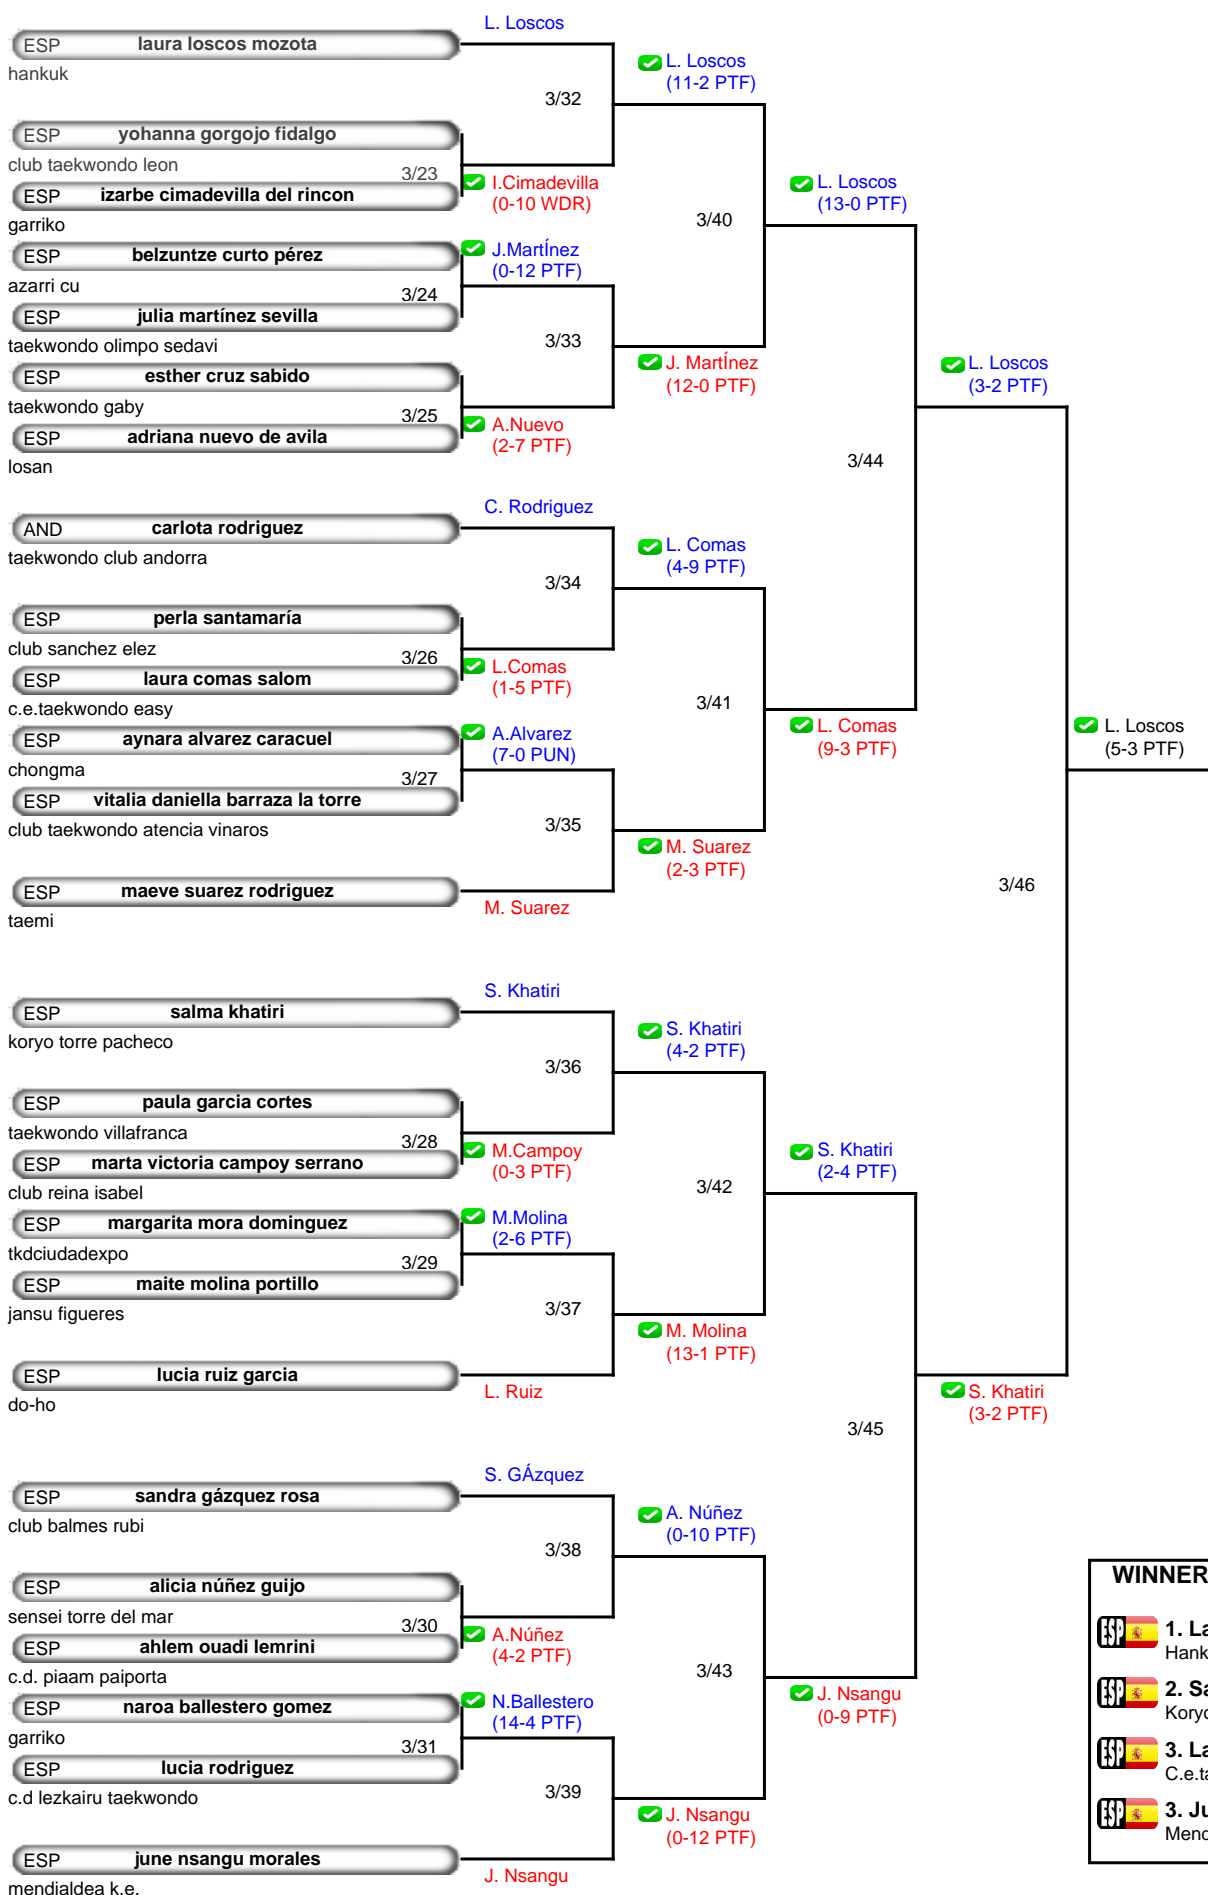 L. Loscos
ESP laura loscos mozota
hankuk
L. Loscos
(11-2 PTF)
3/32
ESP yohanna gorgojo fidalgo
club taekwondo leon
3/23
I.Cimadevilla
(0-10 WDR)
ESP izarbe cimadevilla del rincon
garriko
L. Loscos
(13-0 PTF)
3/40
ESP belzuntze curto pérez
azarri cu
J.MartÍnez
(0-12 PTF)
3/24
ESP julia martínez sevilla
taekwondo olimpo sedavi
3/33
J. MartÍnez
(12-0 PTF)
L. Loscos
(3-2 PTF)
ESP esther cruz sabido
taekwondo gaby
3/25
A.Nuevo
(2-7 PTF)
ESP adriana nuevo de avila
losan
3/44
C. Rodriguez
AND carlota rodriguez
taekwondo club andorra
L. Comas
(4-9 PTF)
3/34
ESP perla santamaría
club sanchez elez
3/26
L.Comas
(1-5 PTF)
ESP laura comas salom
c.e.taekwondo easy
3/41
L. Comas
(9-3 PTF)
L. Loscos
(5-3 PTF)
ESP aynara alvarez caracuel
chongma
A.Alvarez
(7-0 PUN)
3/27
ESP vitalia daniella barraza la torre
club taekwondo atencia vinaros
3/35
M. Suarez
(2-3 PTF)
ESP maeve suarez rodriguez
taemi
M. Suarez
3/46
S. Khatiri
ESP salma khatiri
koryo torre pacheco
S. Khatiri
(4-2 PTF)
3/36
ESP paula garcia cortes
taekwondo villafranca
3/28
M.Campoy
(0-3 PTF)
ESP marta victoria campoy serrano
club reina isabel
S. Khatiri
(2-4 PTF)
3/42
ESP margarita mora dominguez
tkdciudadexpo
M.Molina
(2-6 PTF)
3/29
ESP maite molina portillo
jansu figueres
3/37
M. Molina
(13-1 PTF)
ESP lucia ruiz garcia
do-ho
L. Ruiz
S. Khatiri
(3-2 PTF)
3/45
S. GÁzquez
ESP sandra gázquez rosa
club balmes rubi
A. Núñez
(0-10 PTF)
3/38
ESP alicia núñez guijo
sensei torre del mar
3/30
A.Núñez
(4-2 PTF)
ESP ahlem ouadi lemrini
c.d. piaam paiporta
3/43
J. Nsangu
(0-9 PTF)
ESP naroa ballestero gomez
garriko
N.Ballestero
(14-4 PTF)
3/31
ESP lucia rodriguez
c.d lezkairu taekwondo
3/39
J. Nsangu
(0-12 PTF)
ESP june nsangu morales
mendialdea k.e.
J. Nsangu
WINNER
ESP 1. La
Hank
ESP 2. Sa
Koryo
ESP 3. La
C.e.ta
ESP 3. Ju
Mend